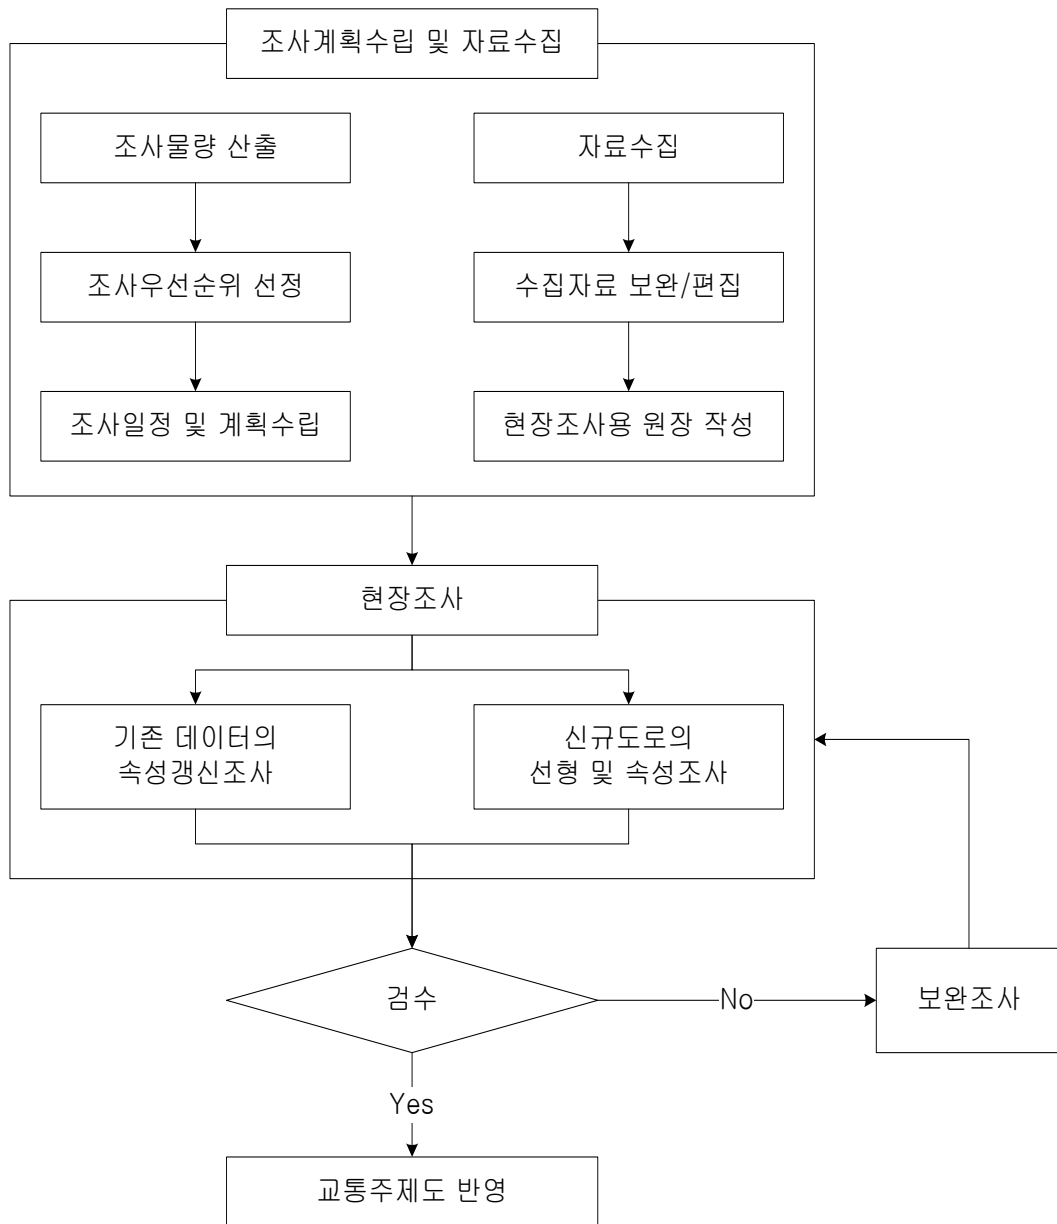 조사계획수립 및 자료수집
조사물량 산출
자료수집
조사우선순위 선정
수집자료 보완/편집
조사일정 및 계획수립
현장조사용 원장 작성
현장조사
기존 데이터의
속성갱신조사
신규도로의
선형 및 속성조사
검수
No
보완조사
Yes
교통주제도 반영